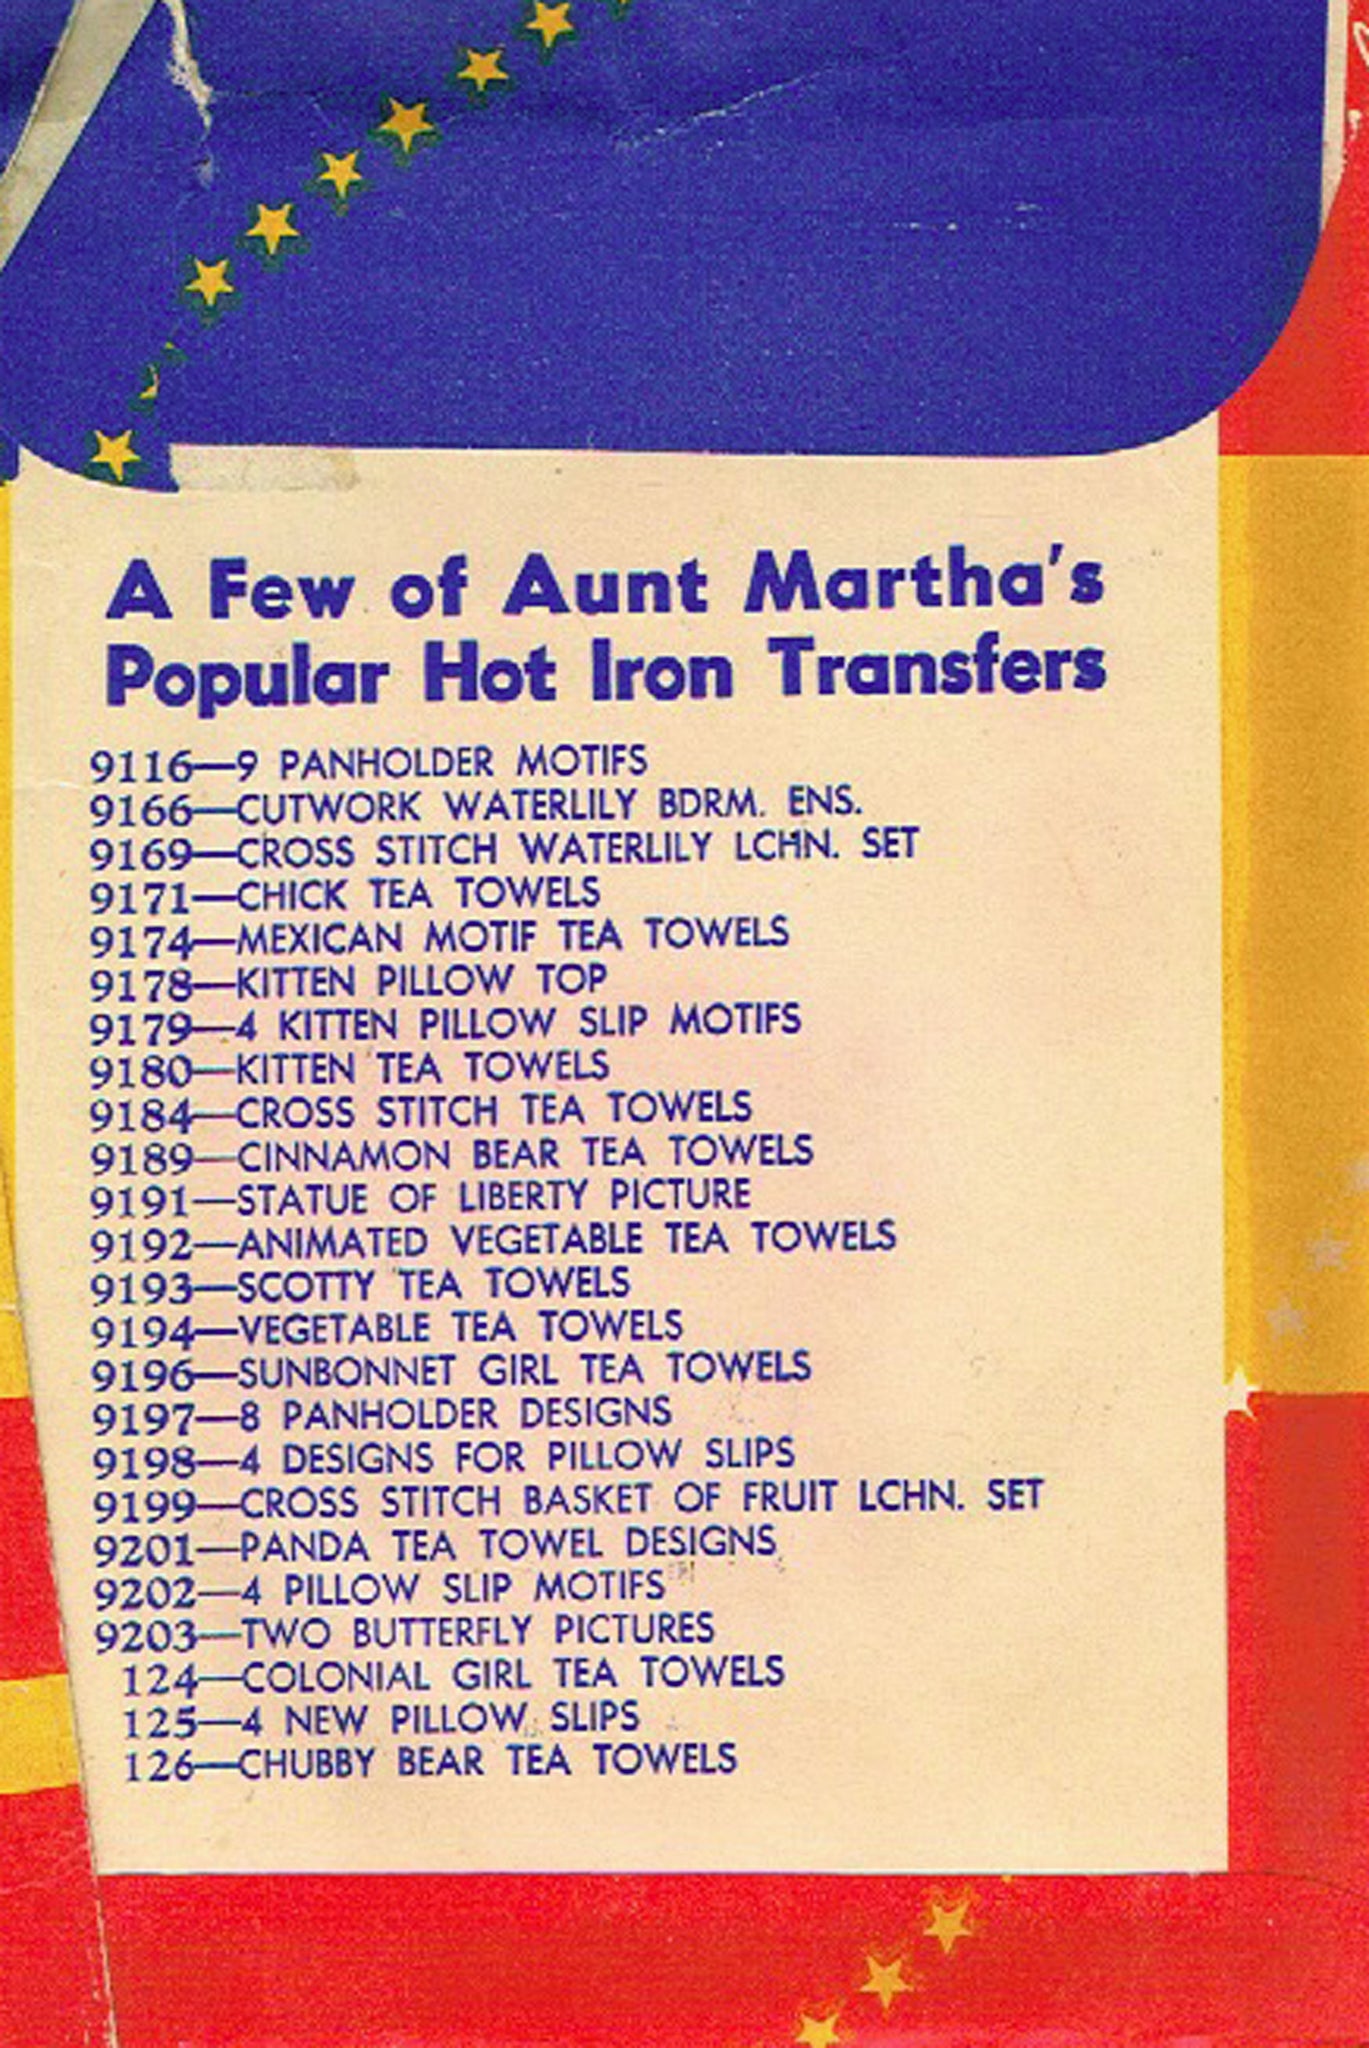 A Few of Aunt Martha's
Popular Hot Iron Transfers
9116—9 PANHOLDER MOTIFS
9166—CUTWORK WATERLILY BDRM. ENS.
9169—CROSS STITCH WATERLILY LCHN. SET
9171—CHICK TEA TOWELS
9174—MEXICAN MOTIF TEA TOWELS
9178—KITTEN PILLOW TOP
9179—4 KITTEN PILLOW SLIP MOTIFS
9180—KITTEN TEA TOWELS
9184—CROSS STITCH TEA TOWELS
9189—CINNAMON BEAR TEA TOWELS
9191—STATUE OF LIBERTY PICTURE
9192—ANIMATED VEGETABLE TEA TOWELS
9193—SCOTTY TEA TOWELS
9194—VEGETABLE TEA TOWELS
9196—SUNBONNET GIRL TEA TOWELS
9197—8 PANHOLDER DESIGNS
9198—4 DESIGNS FOR PILLOW SLIPS
9199—CROSS STITCH BASKET OF FRUIT LCHN. SET
9201—PANDA TEA TOWEL DESIGNS
9202—4 PILLOW SLIP MOTIFS
9203—TWO BUTTERFLY PICTURES
124—COLONIAL GIRL TEA TOWELS
125—4 NEW PILLOW SLIPS
126—CHUBBY BEAR TEA TOWELS